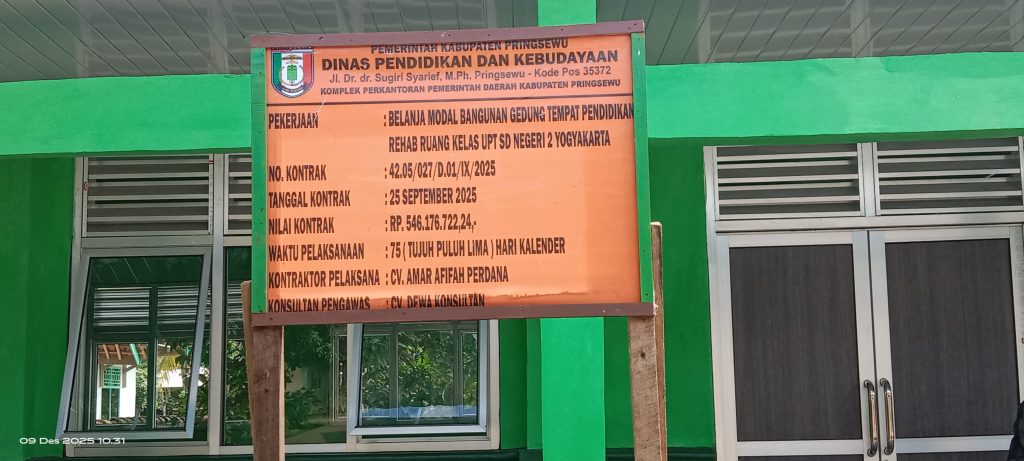 PEMERINTAH KABUPATEN PRINGSEWU
DINAS PENDIDIKAN DAN KEBUDAYAAN
Jl. Dr. dr. Sugiri Syarief, M.Ph. Pringsewu - Kode Pos 35372
KOMPLEK PERKANTORAN PEMERINTAH DAERAH KABUPATEN PRINGSEWU
PEKERJAAN : BELANJA MODAL BANGUNAN GEDUNG TEMPAT PENDIDIKAN
REHAB RUANG KELAS UPT SD NEGERI 2 YOGYAKARTA
NO. KONTRAK : 42.05/027/D.01/IX/2025
TANGGAL KONTRAK : 25 SEPTEMBER 2025
NILAI KONTRAK : RP. 546.176.722,24,-
WAKTU PELAKSANAAN : 75 ( TUJUH PULUH LIMA ) HARI KALENDER
KONTRAKTOR PELAKSANA : CV. AMAR AFIFAH PERDANA
KONSULTAN PENGAWAS : CV. DEWA KONSULTAN
09 Des 2025 10.31